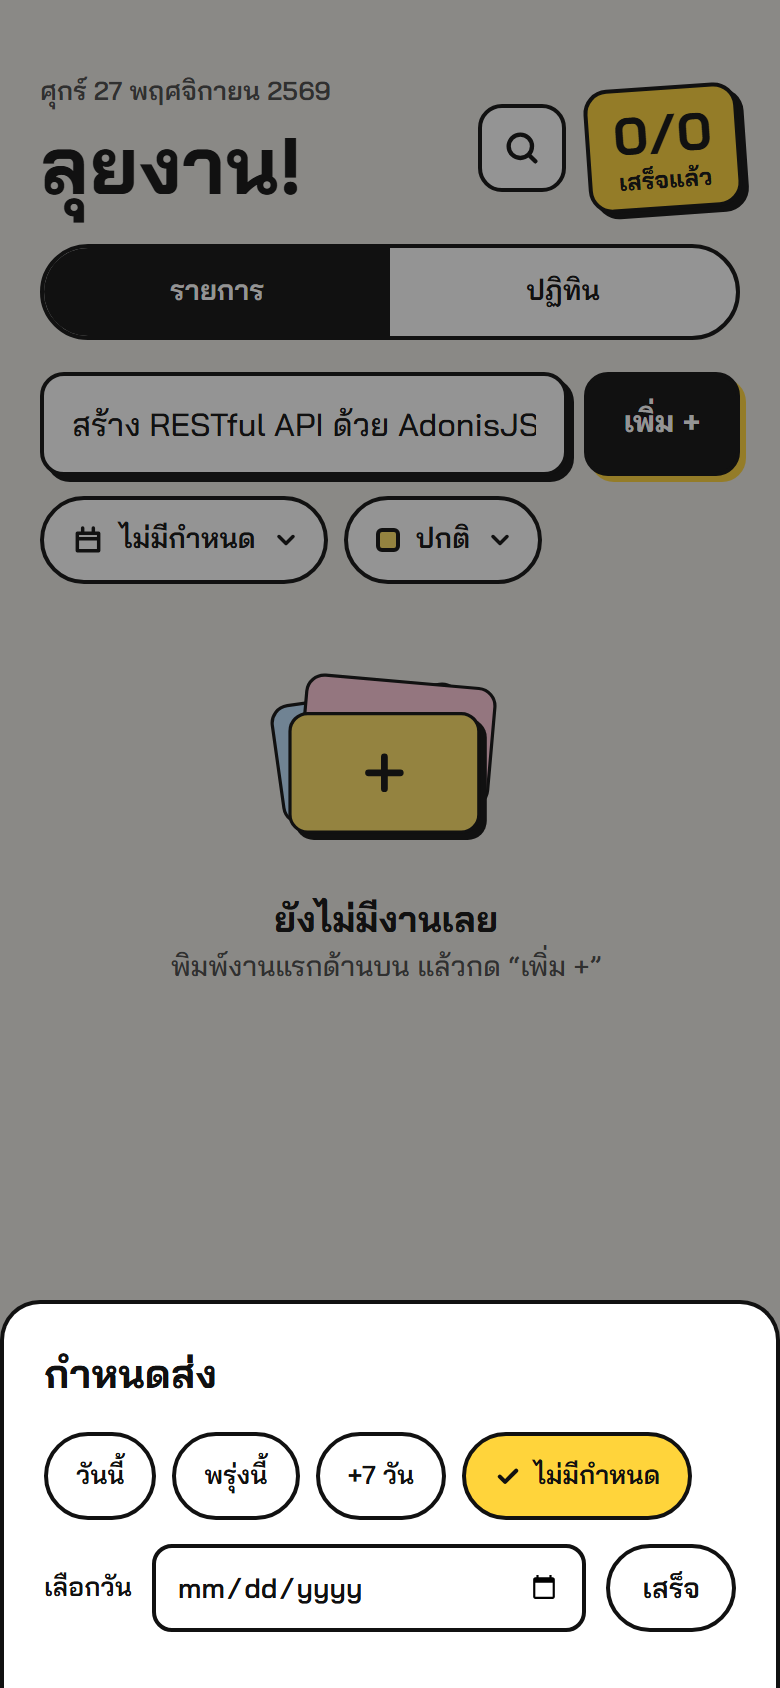 ศุกร์ 27 พฤศจิกายน 2569
ลุยงาน!
0/0
เสร็จแล้ว
รายการ
ปฏิทิน
สร้าง RESTful API ด้วย AdonisJS
เพิ่ม +
ไม่มีกำหนด
ปกติ
ยังไม่มีงานเลย
พิมพ์งานแรกด้านบน แล้วกด “เพิ่ม +”
กำหนดส่ง
วันนี้
พรุ่งนี้
+7 วัน
ไม่มีกำหนด
เลือกวัน
mm/dd/yyyy
เสร็จ